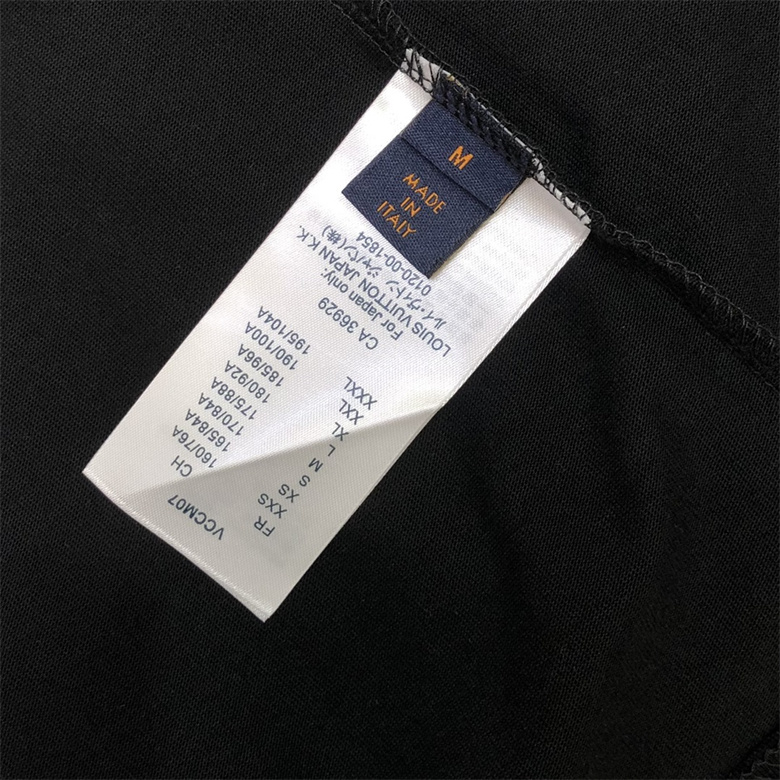 M
MADE
IN
ITALY
VCCM07
FR CH
XXS 160/76A
XS 165/84A
S 170/84A
M 175/88A
L 180/92A
XL 185/96A
XXL 190/100A
XXXL 195/104A
CA 36929
For Japan only:
LOUIS VUITTON JAPAN K.K.
ルイ・ヴィトン ジャパン(株)
0120-00-1854